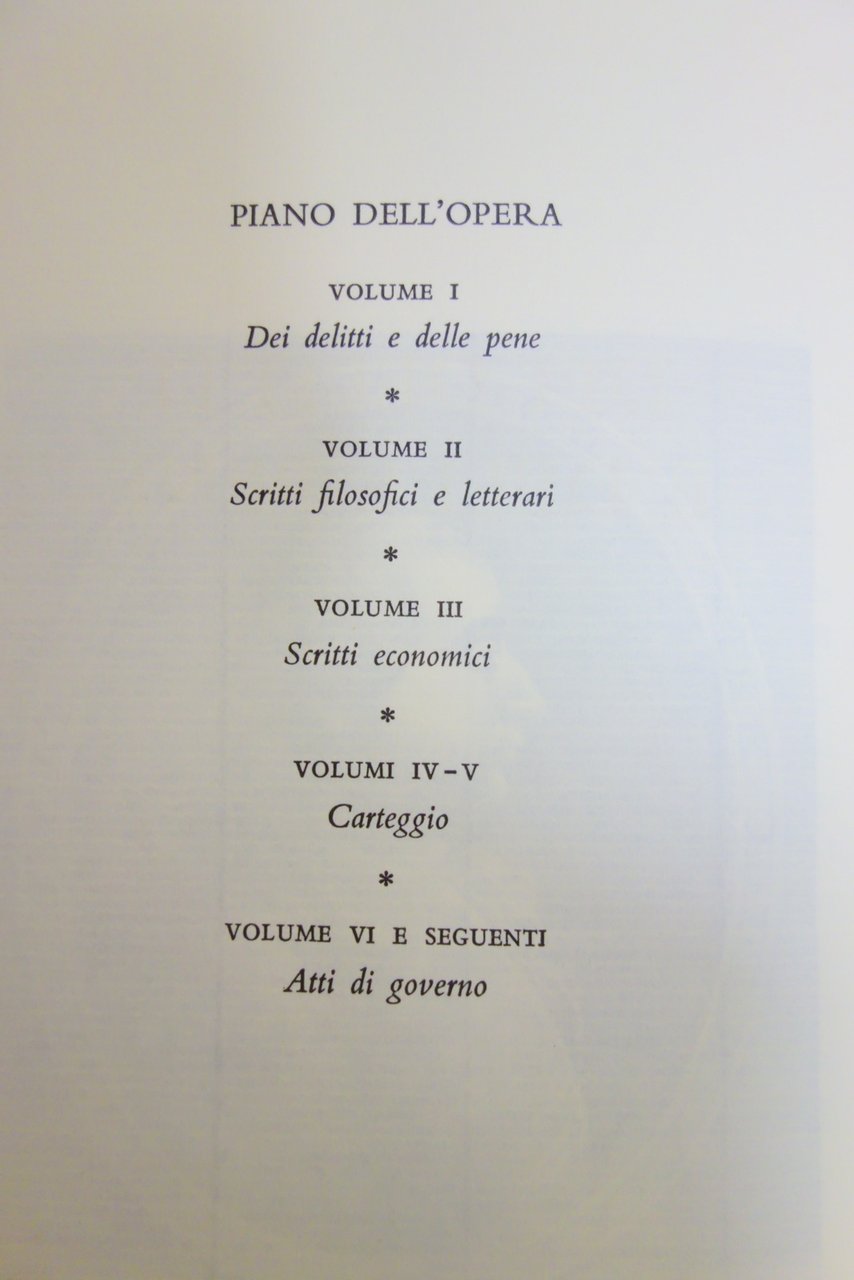 PIANO DELL'OPERA
VOLUME I
Dei delitti e delle pene
*
VOLUME II
Scritti filosofici e letterari
*
VOLUME III
Scritti economici
*
VOLUMI IV-V
Carteggio
*
VOLUME VI E SEGUENTI
Atti di governo